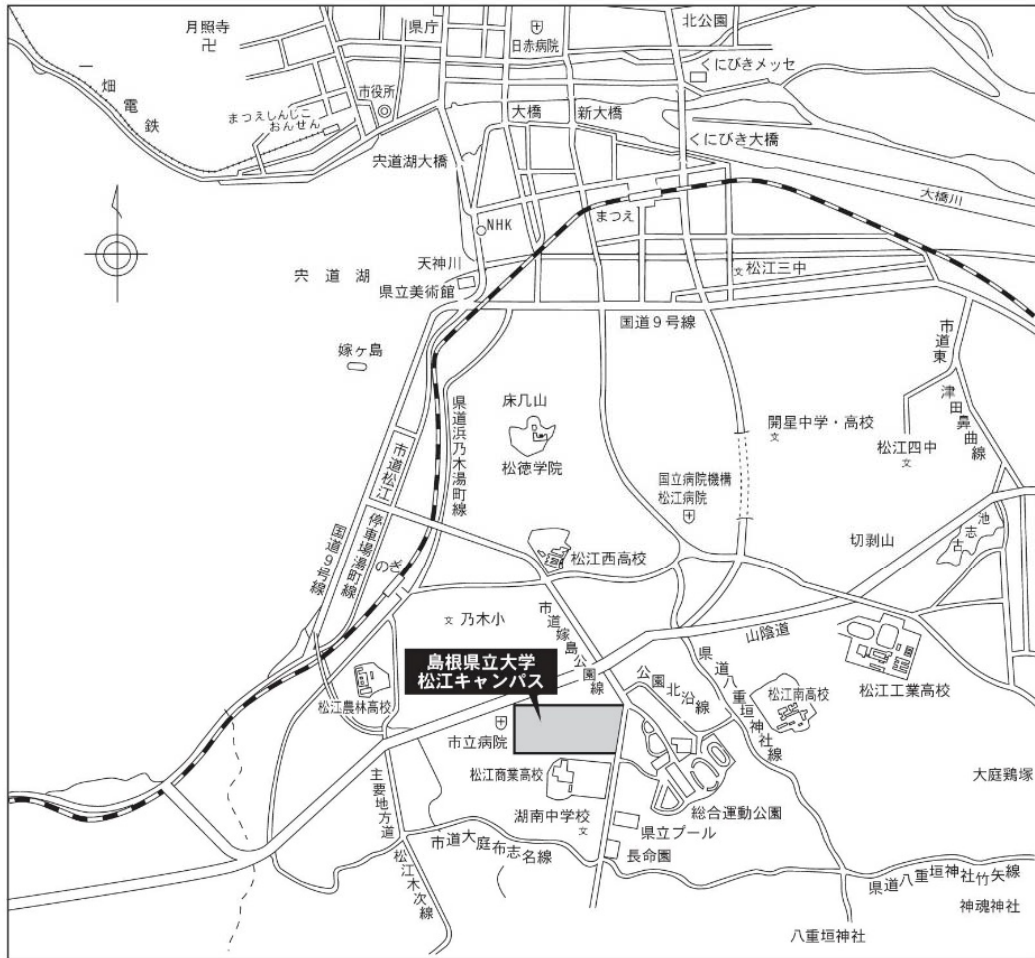 月照寺
県庁
日赤病院
北公園
くにびきメッセ
一畑電鉄
市役所
まつえしんじこ
おんせん
大橋
新大橋
くにびき大橋
宍道湖大橋
大橋川
まつえ
NHK
天神川
宍道湖
県立美術館
文 松江三中
国道9号線
市道東
津田鼻曲線
嫁ヶ島
床几山
松徳学院
県道浜乃木湯町線
開星中学・高校
文
松江四中
文
国立病院機構
松江病院
市道松江
停車場湯町線
国道9号線
のぎ
切剥山
古志池
松江西高校
文 乃木小
市道嫁島公園線
山陰道
島根県立大学
松江キャンパス
公園北沿線
県道八重垣神社線
松江南高校
松江工業高校
松江農林高校
市立病院
松江商業高校
湖南中学校
文
総合運動公園
県立プール
長命園
大庭鶏塚
主要地方道
松江木次線
市道大庭布志名線
県道八重垣神社竹矢線
神魂神社
八重垣神社